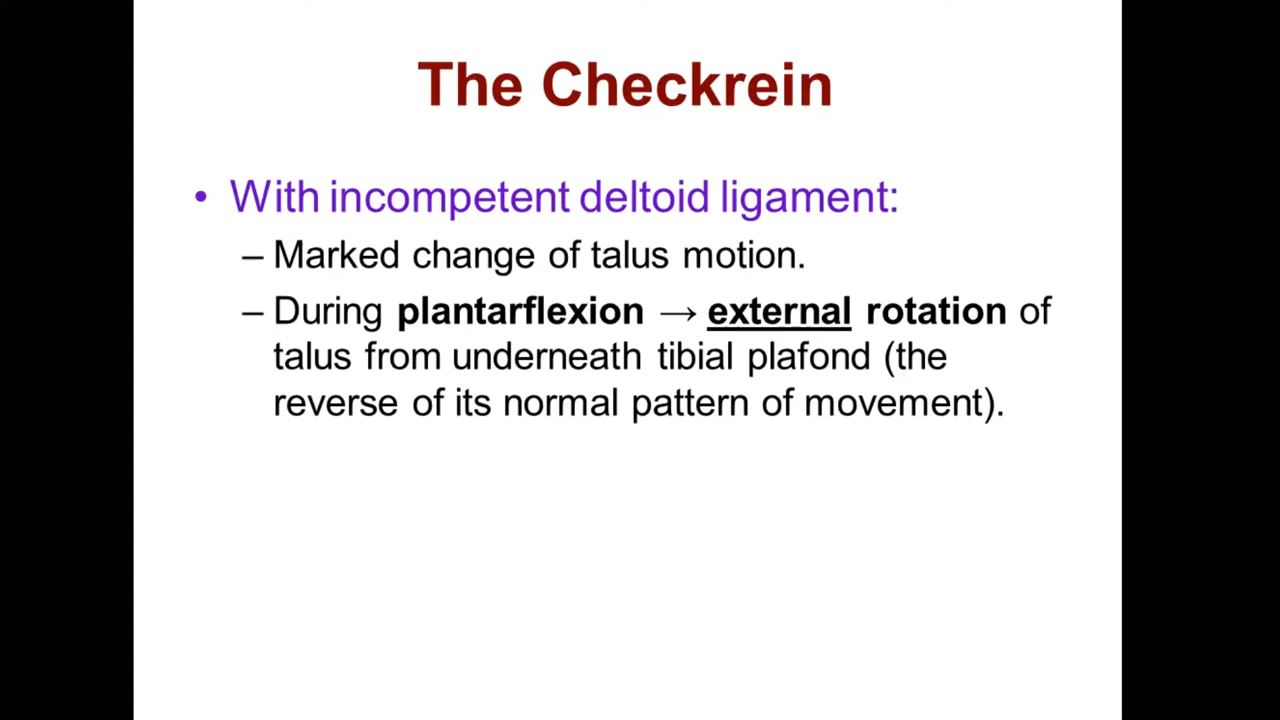 The Checkrein
• With incompetent deltoid ligament:
– Marked change of talus motion.
– During plantarflexion → external rotation of
talus from underneath tibial plafond (the
reverse of its normal pattern of movement).